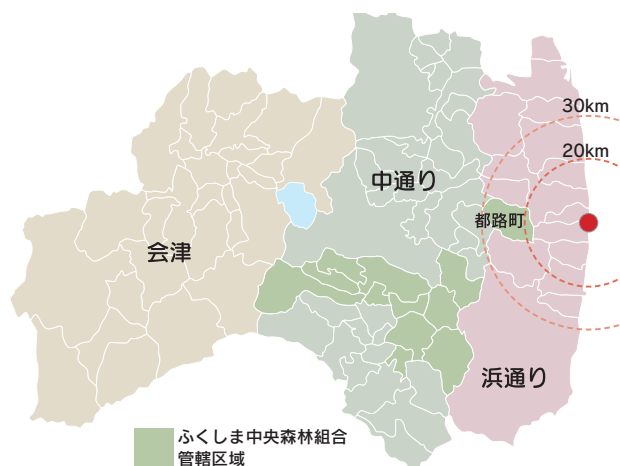 30km
20km
中通り
都路町
会津
浜通り
ふくしま中央森林組合
管轄区域